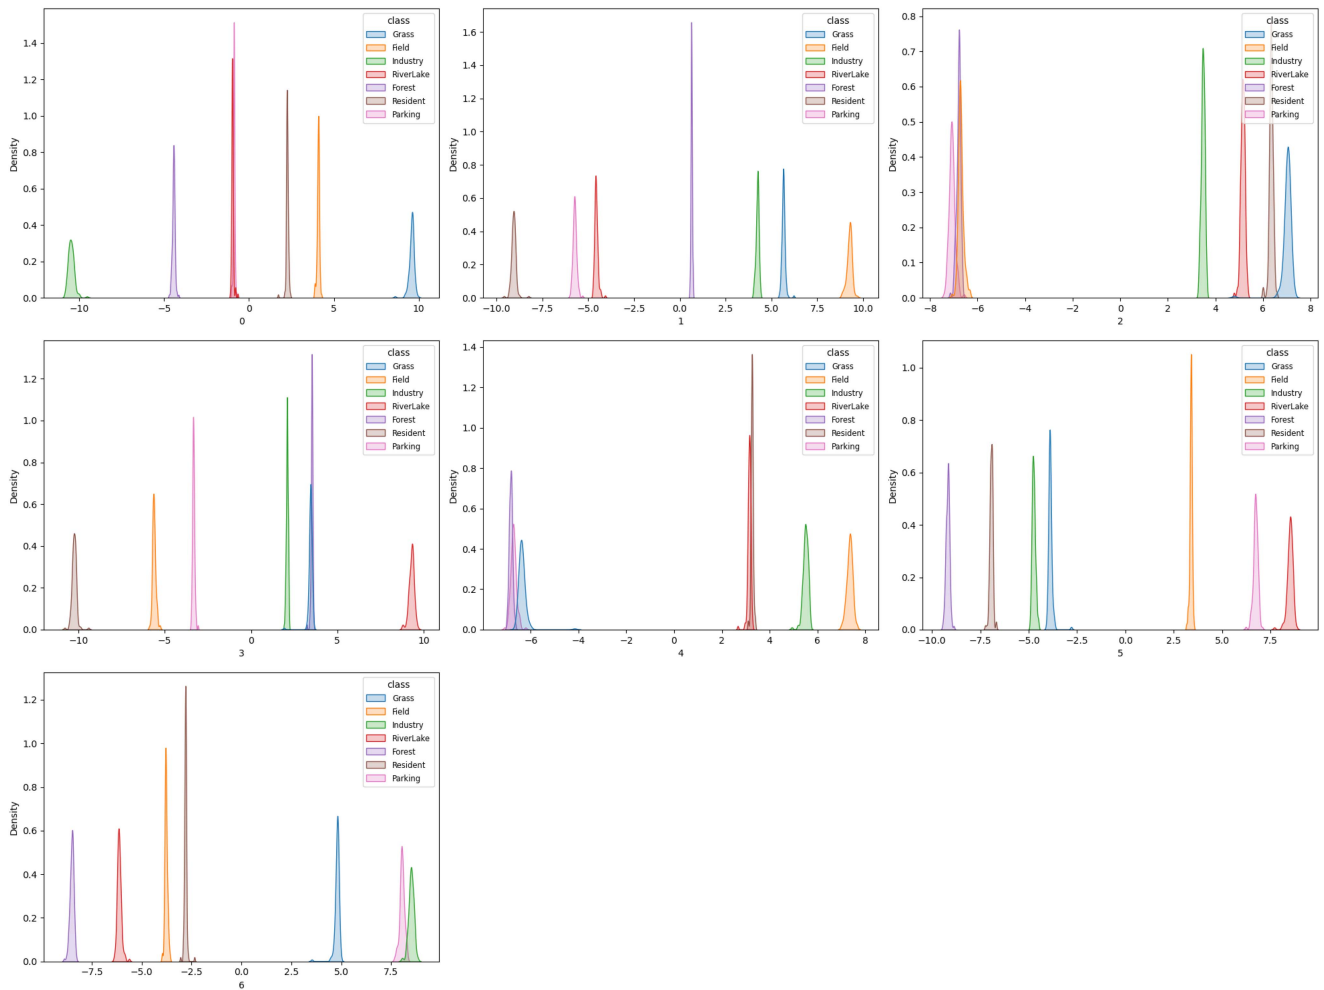 class
Grass
Field
Industry
RiverLake
Forest
Resident
Parking
Density
1.4
1.2
1.0
0.8
0.6
0.4
0.2
0.0
−10 −5 0 5 10
0
class
Grass
Field
Industry
RiverLake
Forest
Resident
Parking
Density
1.6
1.4
1.2
1.0
0.8
0.6
0.4
0.2
0.0
−10.0 −7.5 −5.0 −2.5 0.0 2.5 5.0 7.5 10.0
1
class
Grass
Field
Industry
RiverLake
Forest
Resident
Parking
Density
0.8
0.7
0.6
0.5
0.4
0.3
0.2
0.1
0.0
−8 −6 −4 −2 0 2 4 6 8
2
class
Grass
Field
Industry
RiverLake
Forest
Resident
Parking
Density
1.2
1.0
0.8
0.6
0.4
0.2
0.0
−10 −5 0 5 10
3
class
Grass
Field
Industry
RiverLake
Forest
Resident
Parking
Density
1.4
1.2
1.0
0.8
0.6
0.4
0.2
0.0
−6 −4 −2 0 2 4 6 8
4
class
Grass
Field
Industry
RiverLake
Forest
Resident
Parking
Density
1.0
0.8
0.6
0.4
0.2
0.0
−10.0 −7.5 −5.0 −2.5 0.0 2.5 5.0 7.5
5
class
Grass
Field
Industry
RiverLake
Forest
Resident
Parking
Density
1.2
1.0
0.8
0.6
0.4
0.2
0.0
−7.5 −5.0 −2.5 0.0 2.5 5.0 7.5
6